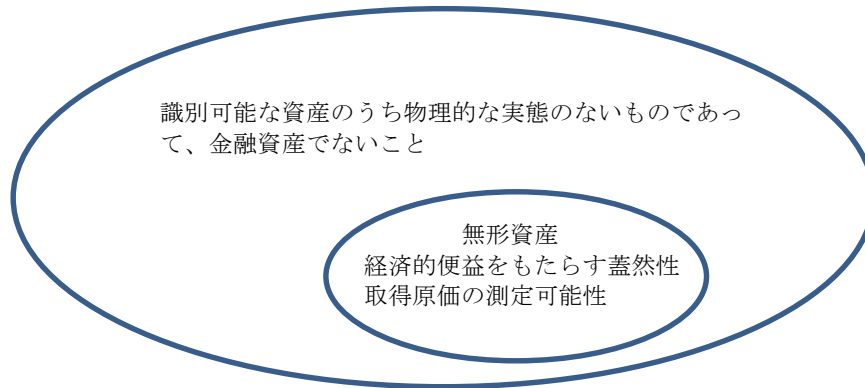 識別可能な資産のうち物理的な実態のないものであっ
て、金融資産でないこと
無形資産
経済的便益をもたらす蓋然性
取得原価の測定可能性